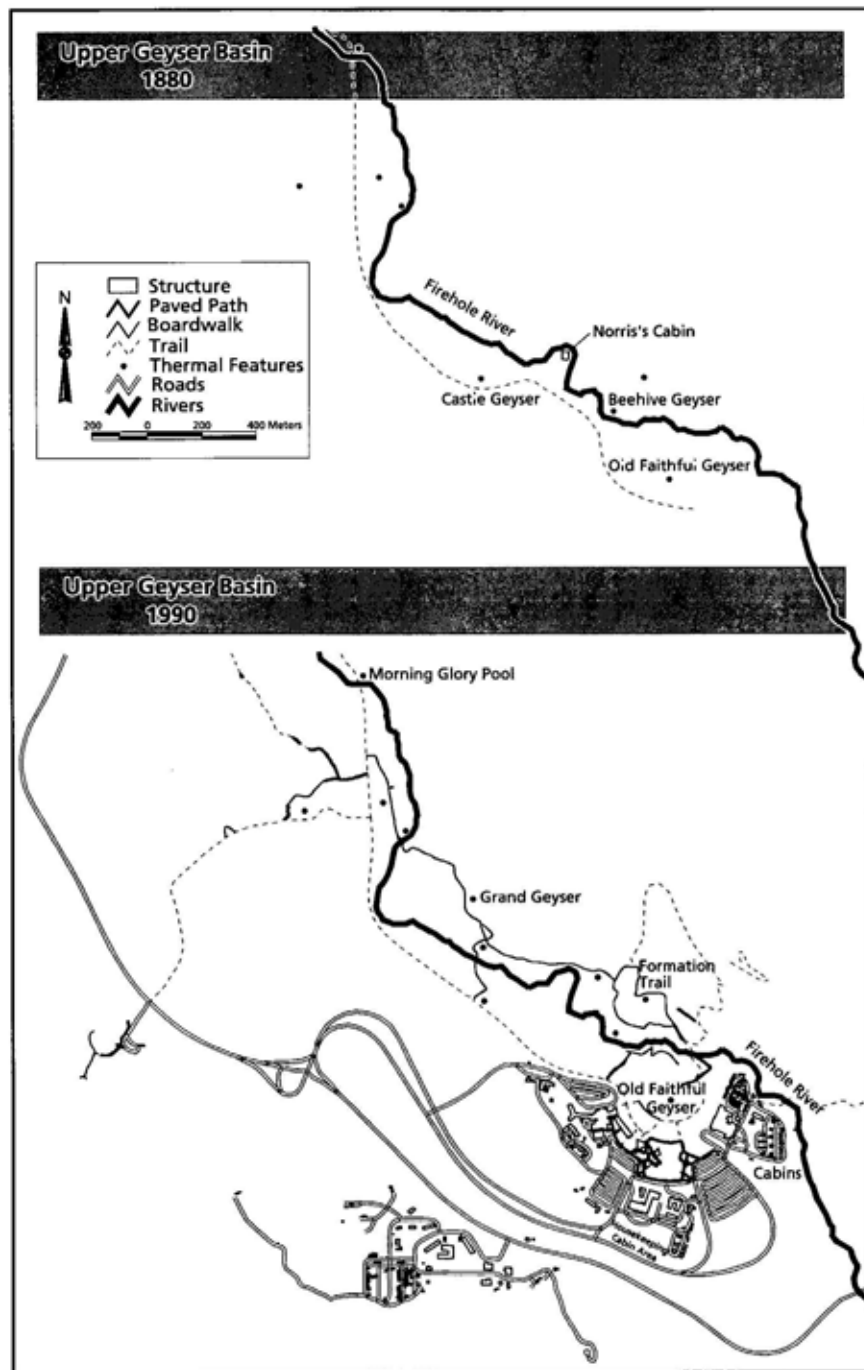 Upper Geyser Basin
1880
N
Structure
Paved Path
Boardwalk
Trail
Thermal Features
Roads
Rivers
200 0 200 400 Meters
Firehole River
Norris's Cabin
Castle Geyser
Beehive Geyser
Old Faithful Geyser
Upper Geyser Basin
1990
Morning Glory Pool
Grand Geyser
Formation
Trail
Firehole River
Old Faithful
Geyser
Cabins
Housekeeping
Cabin Area